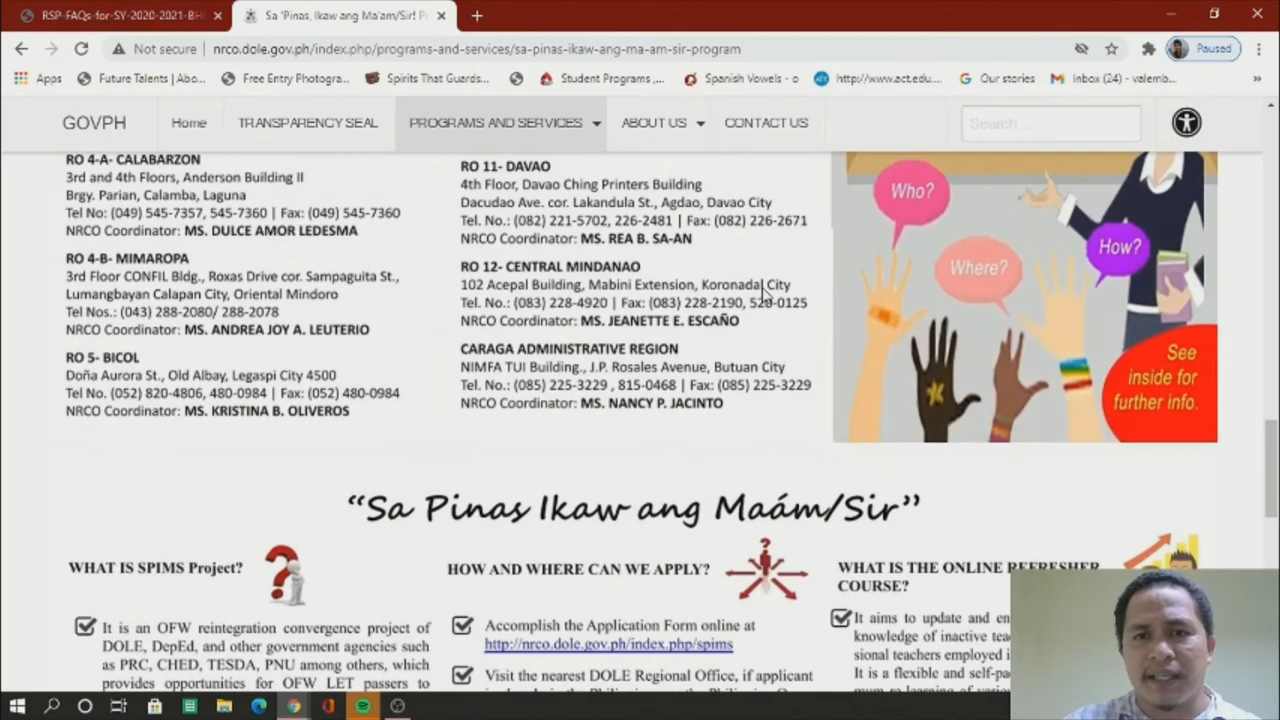 RSP-FAQs-for-SY-2020-2021-BH
Sa 'Pinas, Ikaw ang Ma'am/Sir! P
Not secure | nrco.dole.gov.ph/index.php/programs-and-services/sa-pinas-ikaw-ang-ma-am-sir-program
Paused
Apps
Future Talents | Abo...
Free Entry Photogra...
Spirits That Guards...
Student Programs ,...
Spanish Vowels - o
http://www.act.edu....
Our stories
Inbox (24) - valemb...
GOVPH
Home
TRANSPARENCY SEAL
PROGRAMS AND SERVICES
ABOUT US
CONTACT US
Search ...
RO 4-A- CALABARZON
3rd and 4th Floors, Anderson Building II
Brgy. Parian, Calamba, Laguna
Tel No: (049) 545-7357, 545-7360 | Fax: (049) 545-7360
NRCO Coordinator: MS. DULCE AMOR LEDESMA
RO 4-B- MIMAROPA
3rd Floor CONFIL Bldg., Roxas Drive cor. Sampaguita St.,
Lumangbayan Calapan City, Oriental Mindoro
Tel Nos.: (043) 288-2080/ 288-2078
NRCO Coordinator: MS. ANDREA JOY A. LEUTERIO
RO 5- BICOL
Doña Aurora St., Old Albay, Legaspi City 4500
Tel No. (052) 820-4806, 480-0984 | Fax: (052) 480-0984
NRCO Coordinator: MS. KRISTINA B. OLIVEROS
RO 11- DAVAO
4th Floor, Davao Ching Printers Building
Dacudao Ave. cor. Lakandula St., Agdao, Davao City
Tel. No.: (082) 221-5702, 226-2481 | Fax: (082) 226-2671
NRCO Coordinator: MS. REA B. SA-AN
RO 12- CENTRAL MINDANAO
102 Acepal Building, Mabini Extension, Koronadal City
Tel. No.: (083) 228-4920 | Fax: (083) 228-2190, 520-0125
NRCO Coordinator: MS. JEANETTE E. ESCAÑO
CARAGA ADMINISTRATIVE REGION
NIMFA TUI Building., J.P. Rosales Avenue, Butuan City
Tel. No.: (085) 225-3229 , 815-0468 | Fax: (085) 225-3229
NRCO Coordinator: MS. NANCY P. JACINTO
Who?
Where?
How?
See
inside for
further info.
"Sa Pinas Ikaw ang Maám/Sir"
WHAT IS SPIMS Project?
It is an OFW reintegration convergence project of
DOLE, DepEd, and other government agencies such
as PRC, CHED, TESDA, PNU among others, which
provides opportunities for OFW LET passers to
HOW AND WHERE CAN WE APPLY?
Accomplish the Application Form online at
http://nrco.dole.gov.ph/index.php/spims
Visit the nearest DOLE Regional Office, if applicant
WHAT IS THE ONLINE REFRESHER
COURSE?
It aims to update and en
knowledge of inactive tea
sional teachers employed i
It is a flexible and self-pa